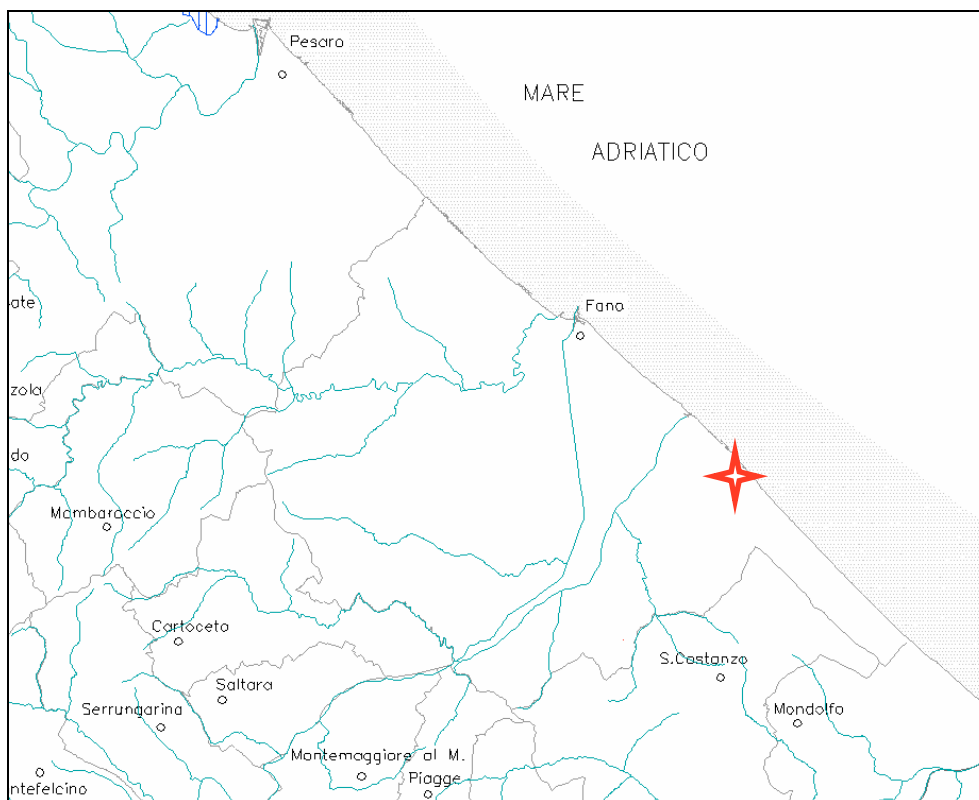 Pesaro
MARE
ADRIATICO
ate
Fano
zola
do
Mombaroccio
Cartoceto
S.Costanzo
Saltara
Serrungarina
Mondolfo
Montemaggiore al M.
Piagge
ntefelcino